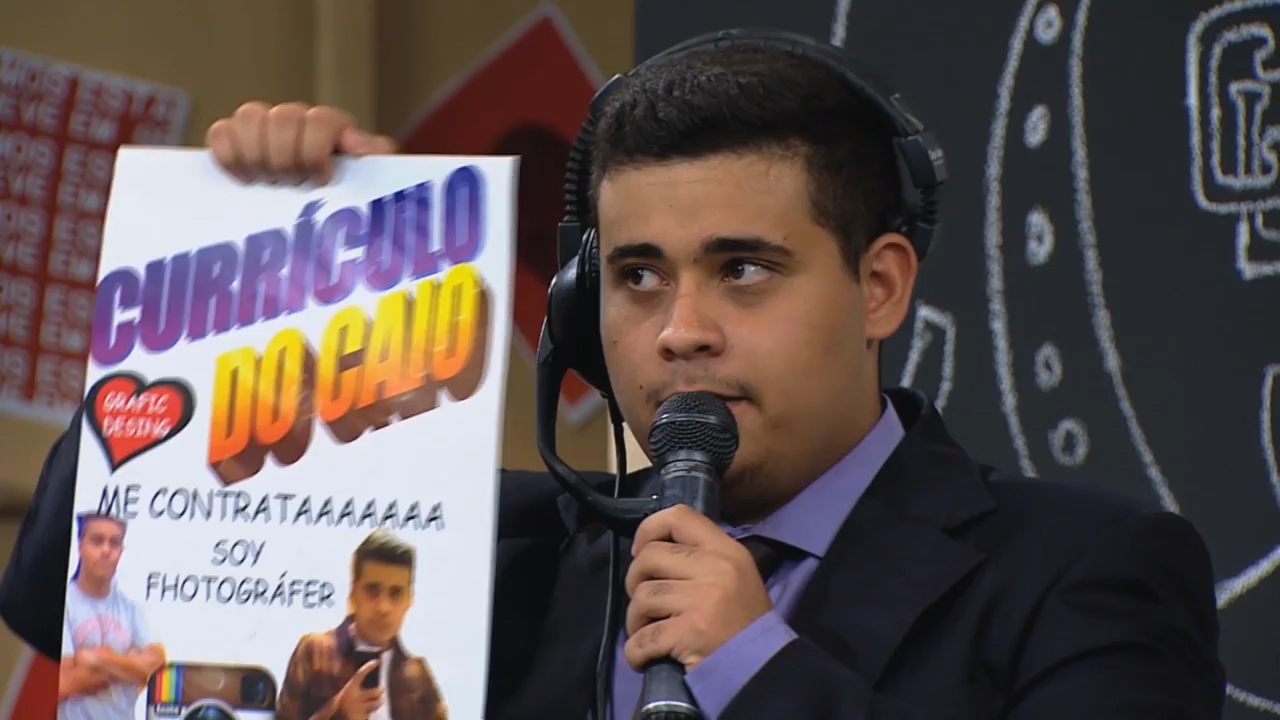 CURRÍCULO
DO CAIO
GRAFIC
DESING
ME CONTRATAAAAAAA
SOY
FHOTOGRÁFER